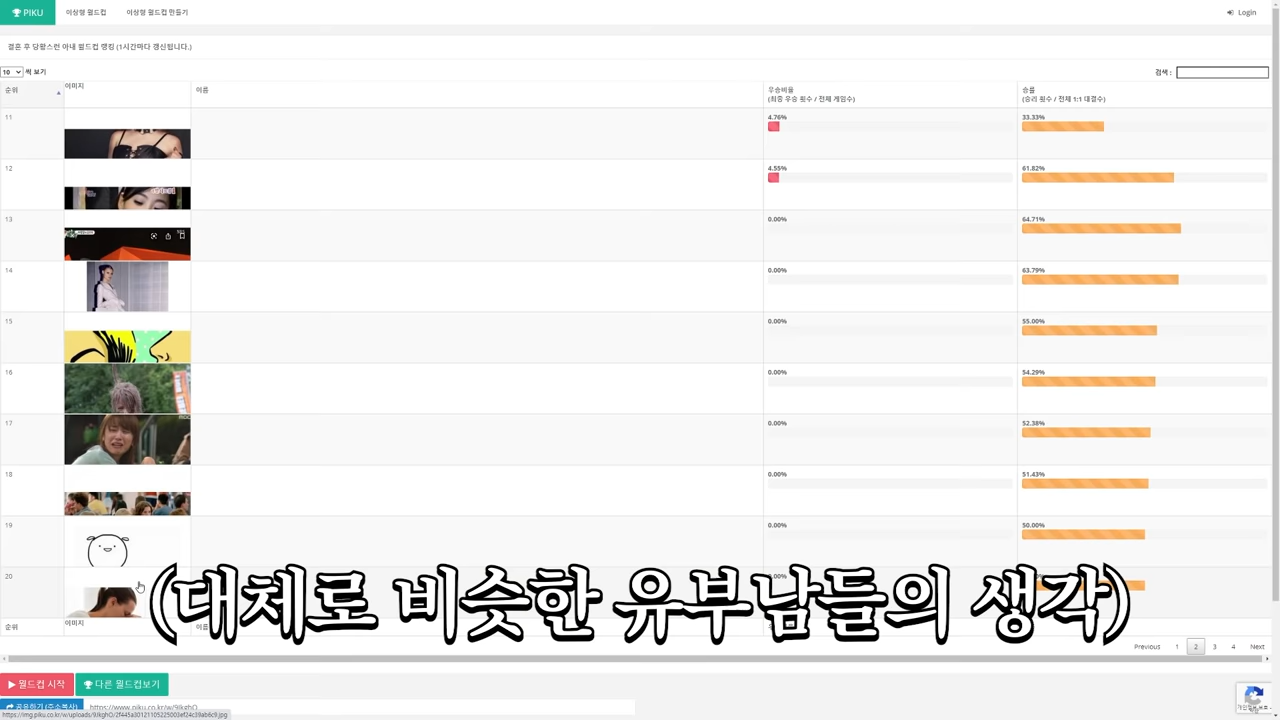 PIKU 이상형 월드컵 이상형 월드컵 만들기 Login
결혼 후 당황스런 아내 월드컵 랭킹 (1시간마다 갱신됩니다.)
10 씩 보기 검색 :
순위 이미지 이름 우승비율 승률
(최종 우승 횟수 / 전체 게임수) (승리 횟수 / 전체 1:1 대결수)
11 4.76% 33.33%
12 4.55% 61.82%
13 0.00% 64.71%
14 0.00% 63.79%
15 0.00% 55.00%
16 0.00% 54.29%
17 0.00% 52.38%
18 0.00% 51.43%
19 0.00% 50.00%
20
(대체로 비슷한 유부남들의 생각)
순위 이미지 이름
Previous 1 2 3 4 Next
월드컵 시작 다른 월드컵보기
공유하기 (주소복사)